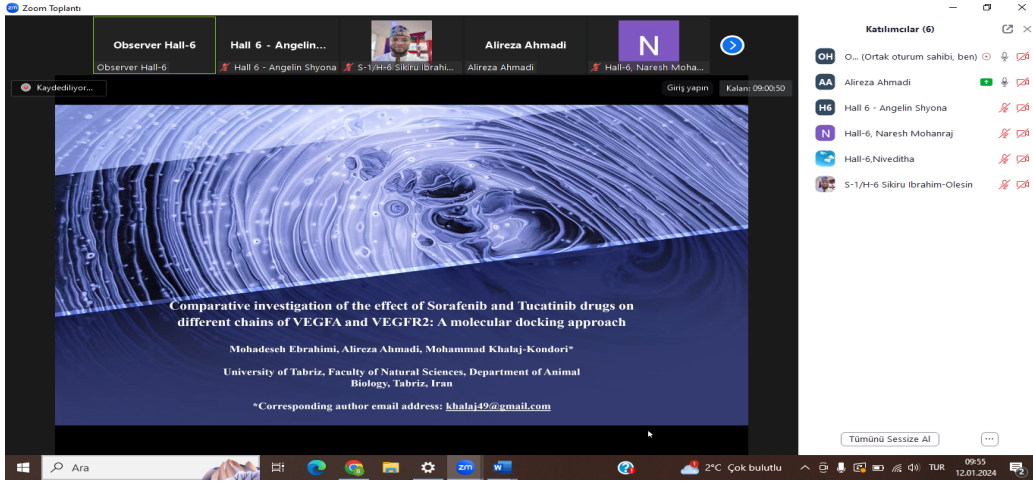 Zoom Toplantı
Observer Hall-6
Hall 6 - Angelin...
Alireza Ahmadi
N
Observer Hall-6
Hall 6 - Angelin Shyona
S-1/H-6 Sikiru Ibrahi...
Alireza Ahmadi
Hall-6, Naresh Moha...
Kaydediliyor...
Giriş yapın
Kalan: 09:00:50
Comparative investigation of the effect of Sorafenib and Tucatinib drugs on
different chains of VEGFA and VEGFR2: A molecular docking approach
Mohadeseh Ebrahimi, Alireza Ahmadi, Mohammad Khalaj-Kondori*
University of Tabriz, Faculty of Natural Sciences, Department of Animal
Biology, Tabriz, Iran
*Corresponding author email address: khalaj49@gmail.com
Katılımcılar (6)
OH O... (Ortak oturum sahibi, ben)
AA Alireza Ahmadi
H6 Hall 6 - Angelin Shyona
N Hall-6, Naresh Mohanraj
Hall-6,Niveditha
S-1/H-6 Sikiru Ibrahim-Olesin
Tümünü Sessize Al
Ara
zm
W
2°C Çok bulutlu
TUR
09:55
12.01.2024
2